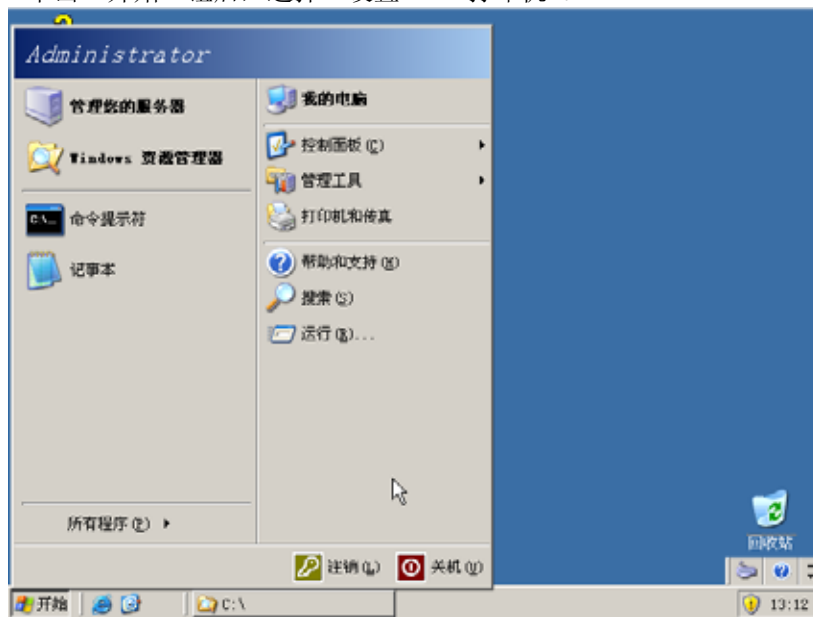 Administrator
管理您的服务器
Windows 资源管理器
命令提示符
记事本
所有程序(P)
我的电脑
控制面板(C)
管理工具
打印机和传真
帮助和支持(H)
搜索(S)
运行(R)...
注销(L)
关机(U)
回收站
开始
C:\
13:12